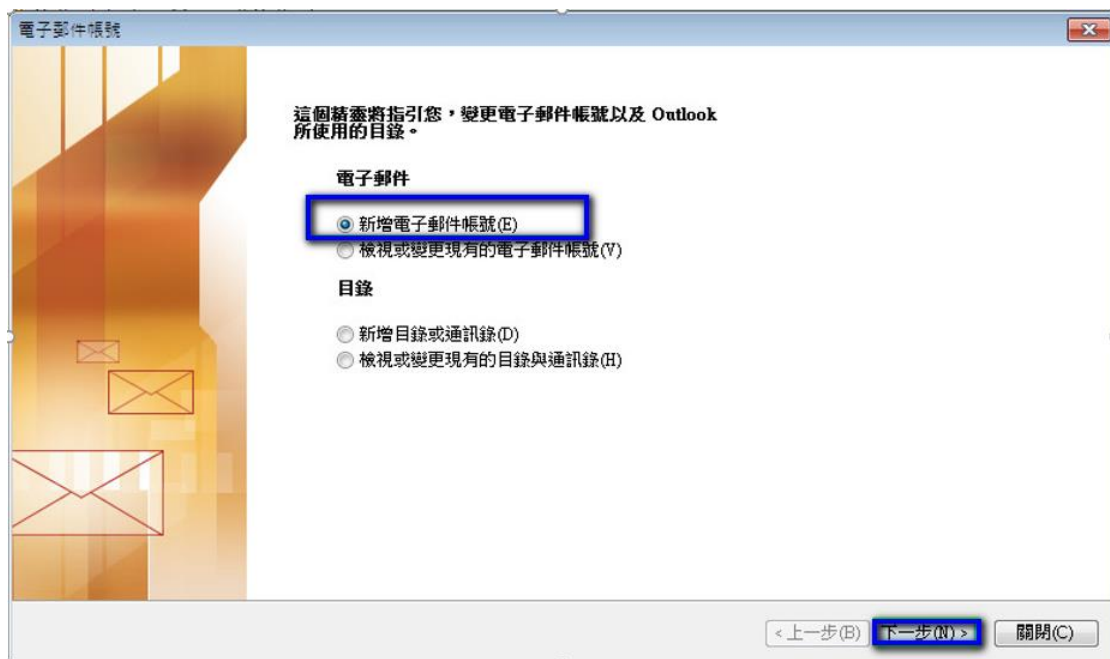 電子郵件帳號
這個精靈將指引您，變更電子郵件帳號以及 Outlook
所使用的目錄。
電子郵件
新增電子郵件帳號(E)
檢視或變更現有的電子郵件帳號(V)
目錄
新增目錄或通訊錄(D)
檢視或變更現有的目錄與通訊錄(H)
<上一步(B) 下一步(N)> 關閉(C)